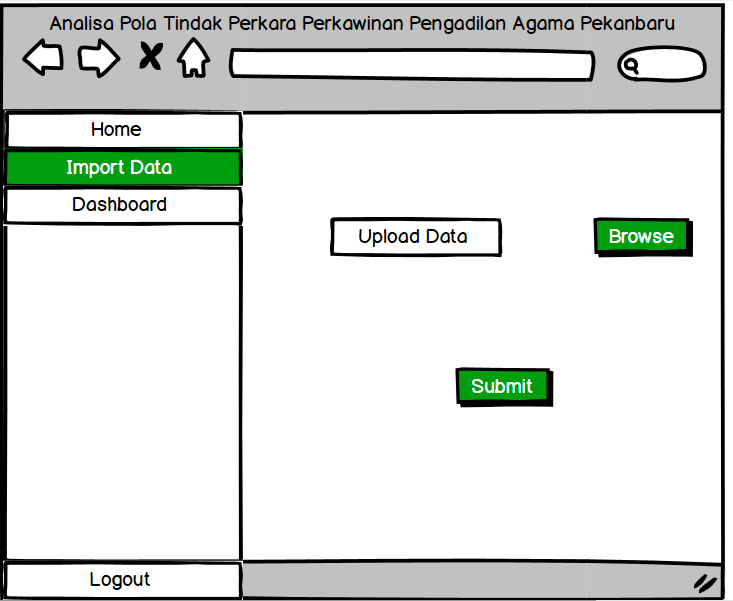 Analisa Pola Tindak Perkara Perkawinan Pengadilan Agama Pekanbaru
Home
Import Data
Dashboard
Upload Data
Browse
Submit
Logout